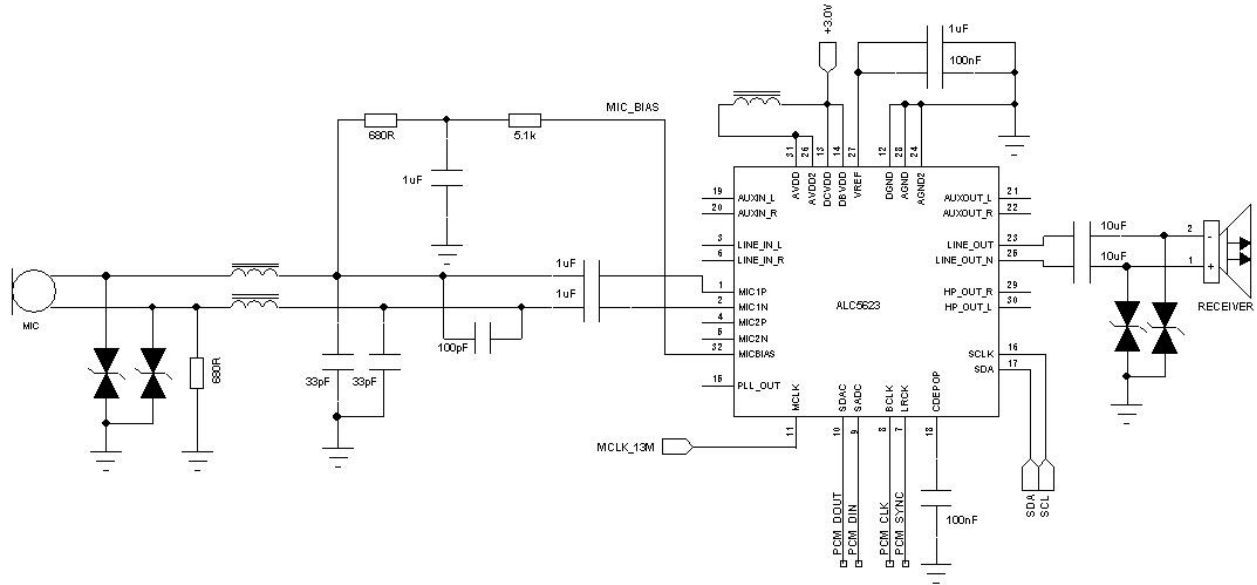 +3.0V
1uF
100nF
MIC_BIAS
680R
5.1k
1uF
31 26 13 14 27 12 28 24
AVDD AVDD2 DCVDD DBVDD VREF DGND AGND AGND2
19 AUXIN_L AUXOUT_L 21
20 AUXIN_R AUXOUT_R 22
3 LINE_IN_L LINE_OUT 23
6 LINE_IN_R LINE_OUT_N 25
10uF
10uF
2 -
1 +
RECEIVER
1uF
1uF
1 MIC1P HP_OUT_R 29
2 MIC1N HP_OUT_L 30
ALC5623
4 MIC2P
5 MIC2N
32 MICBIAS SCLK 16
SDA 17
15 PLL_OUT
MIC
680R
33pF
33pF
100pF
MCLK SDAC SADC BCLK LRCK CDEPOP
11 10 9 8 7 18
MCLK_13M
PCM_DOUT
PCM_DIN
PCM_CLK
PCM_SYNC
100nF
SDA
SCL